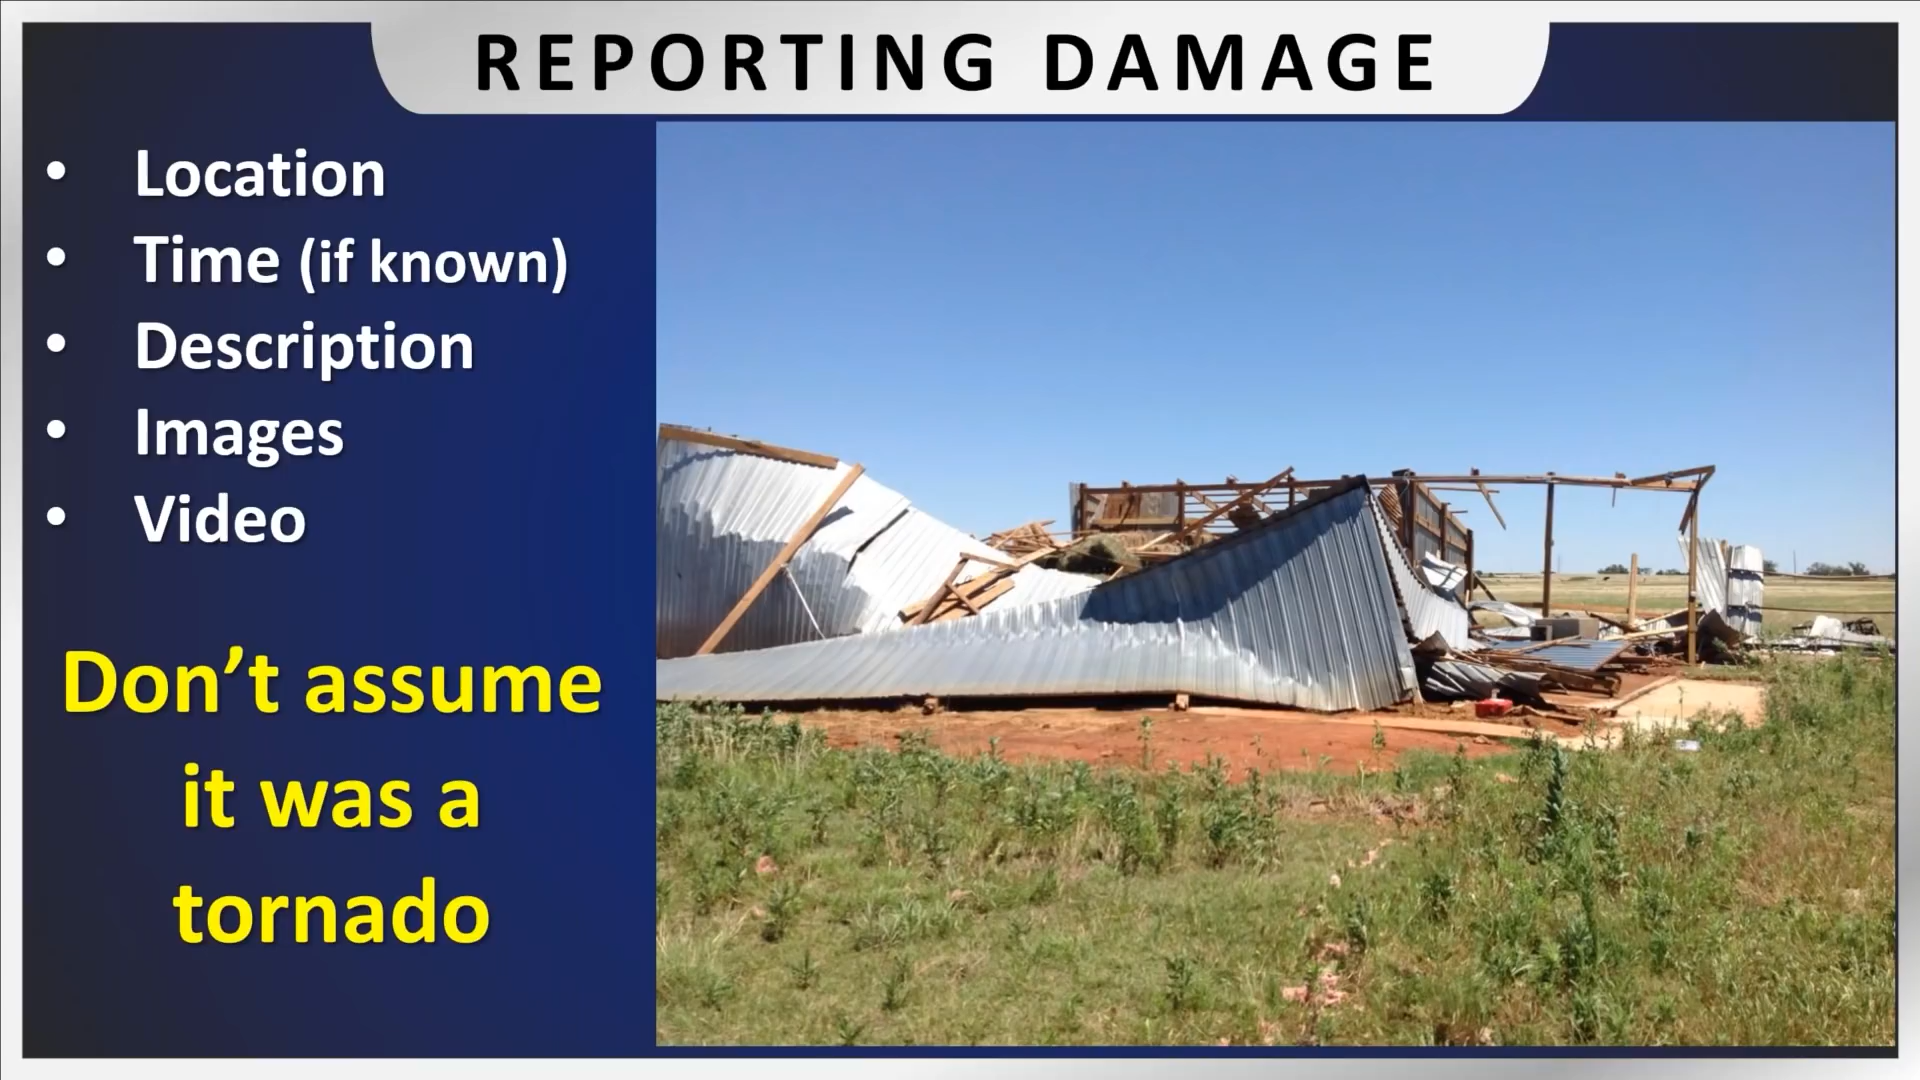 REPORTING DAMAGE
• Location
• Time (if known)
• Description
• Images
• Video
Don’t assume
it was a
tornado